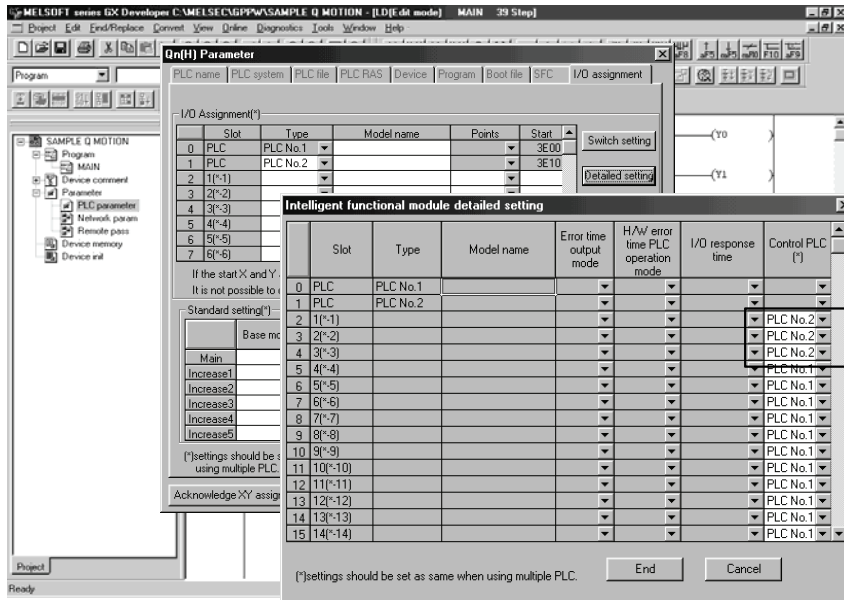 MELSOFT series GX Developer C:\MELSEC\GPPW\SAMPLE Q MOTION - [LD(Edit mode) MAIN 39 Step]
Project Edit Find/Replace Convert View Online Diagnostics Tools Window Help
Program
Qn(H) Parameter
PLC name PLC system PLC file PLC RAS Device Program Boot file SFC I/O assignment
I/O Assignment(*)
Slot Type Model name Points Start
0 PLC PLC No.1 3E00
1 PLC PLC No.2 3E10
2 1(*-1)
3 2(*-2)
4 3(*-3)
5 4(*-4)
6 5(*-5)
7 6(*-6)
Switch setting
Detailed setting
If the start X and Y
It is not possible to
Standard setting(*)
Base mo
Main
Increase1
Increase2
Increase3
Increase4
Increase5
(*)settings should be s
using multiple PLC.
Acknowledge XY assig
SAMPLE Q MOTION
Program
MAIN
Device comment
Parameter
PLC parameter
Network param
Remote pass
Device memory
Device init
Project
Ready
F8 sF5 sF10 F9
Y0
Y1
Intelligent functional module detailed setting
Slot Type Model name Error time output mode H/W error time PLC operation mode I/O response time Control PLC (*)
0 PLC PLC No.1
1 PLC PLC No.2
2 1(*-1) PLC No.2
3 2(*-2) PLC No.2
4 3(*-3) PLC No.2
5 4(*-4) PLC No.1
6 5(*-5) PLC No.1
7 6(*-6) PLC No.1
8 7(*-7) PLC No.1
9 8(*-8) PLC No.1
10 9(*-9) PLC No.1
11 10(*-10) PLC No.1
12 11(*-11) PLC No.1
13 12(*-12) PLC No.1
14 13(*-13) PLC No.1
15 14(*-14) PLC No.1
(*)settings should be set as same when using multiple PLC.
End Cancel